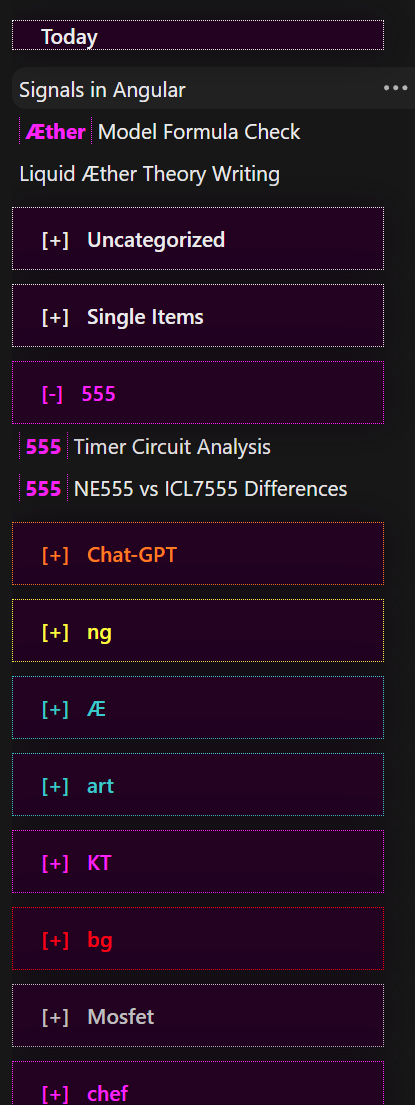 Today
Signals in Angular
Æther Model Formula Check
Liquid Æther Theory Writing
[+] Uncategorized
[+] Single Items
[-] 555
555 Timer Circuit Analysis
555 NE555 vs ICL7555 Differences
[+] Chat-GPT
[+] ng
[+] Æ
[+] art
[+] KT
[+] bg
[+] Mosfet
[+] chef